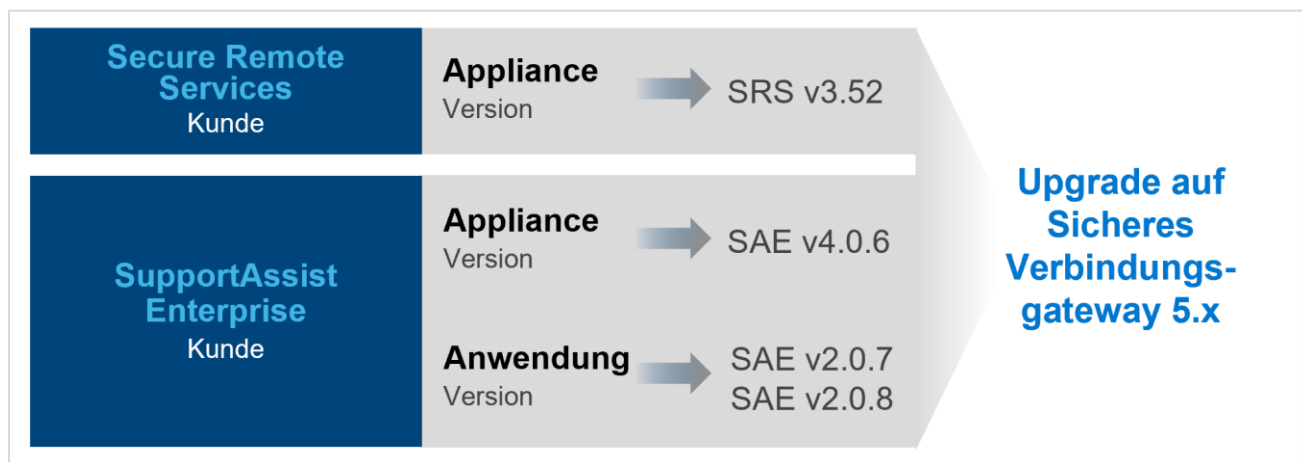 Secure Remote
Services
Kunde
Appliance
Version
SRS v3.52
SupportAssist
Enterprise
Kunde
Appliance
Version
SAE v4.0.6
Anwendung
Version
SAE v2.0.7
SAE v2.0.8
Upgrade auf
Sicheres
Verbindungs-
gateway 5.x